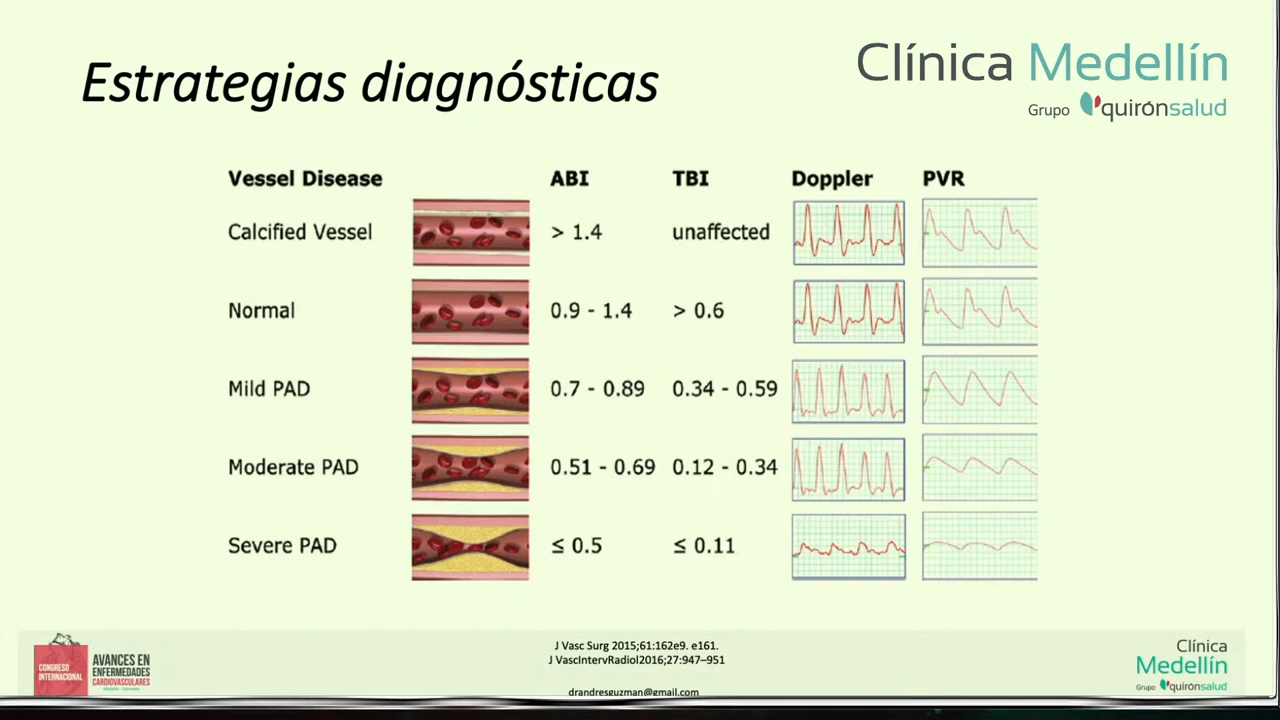 Estrategias diagnósticas
Clínica Medellín
Grupo quirónsalud
Vessel Disease ABI TBI Doppler PVR
Calcified Vessel > 1.4 unaffected
Normal 0.9 - 1.4 > 0.6
Mild PAD 0.7 - 0.89 0.34 - 0.59
Moderate PAD 0.51 - 0.69 0.12 - 0.34
Severe PAD ≤ 0.5 ≤ 0.11
CONGRESO
INTERNACIONAL
AVANCES EN
ENFERMEDADES
CARDIOVASCULARES
J Vasc Surg 2015;61:162e9. e161.
J VascIntervRadiol2016;27:947–951
drandresguzman@gmail.com
Clínica
Medellín
Grupo quirónsalud